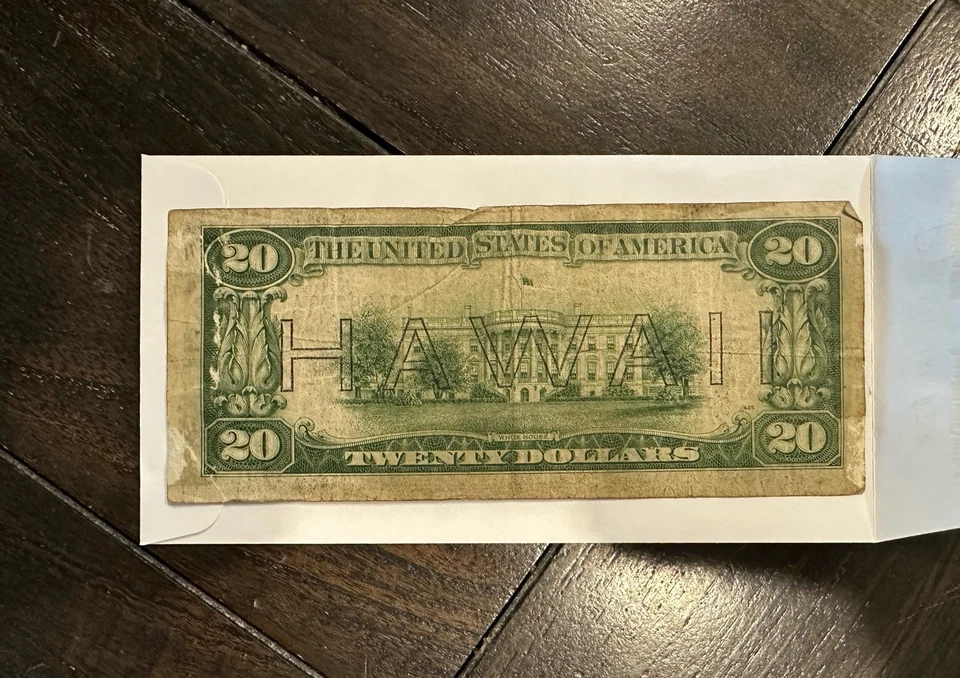 20 THE UNITED STATES OF AMERICA 20
HAWAII
WHITE HOUSE
20 TWENTY DOLLARS 20